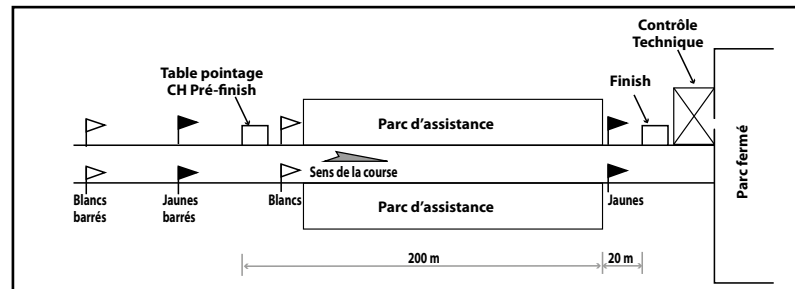 Contrôle
Technique
Table pointage
CH Pré-finish
Finish
Parc d'assistance
Parc fermé
Sens de la course
Blancs
barrés
Jaunes
barrés
Blancs
Jaunes
Parc d'assistance
200 m
20 m